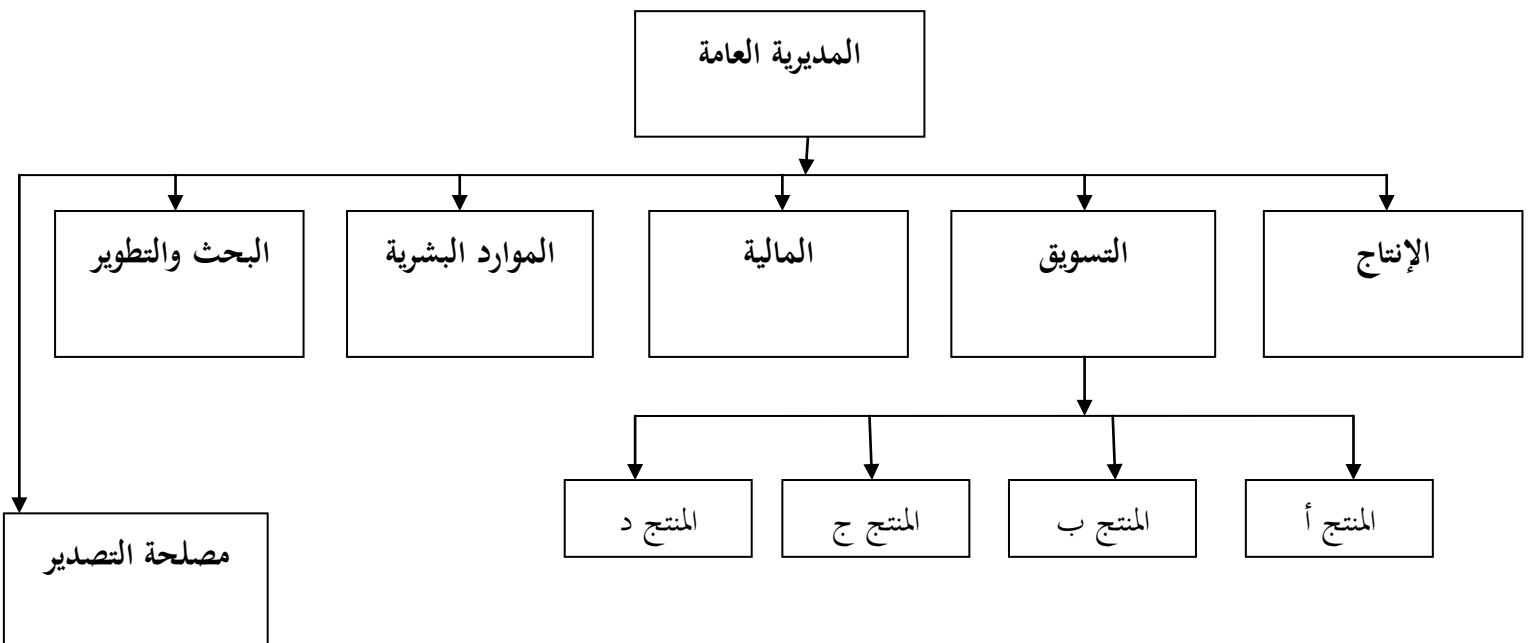 المديرية العامة
الإنتاج
التسويق
المالية
الموارد البشرية
البحث والتطوير
المنتج أ
المنتج ب
المنتج ج
المنتج د
مصلحة التصدير